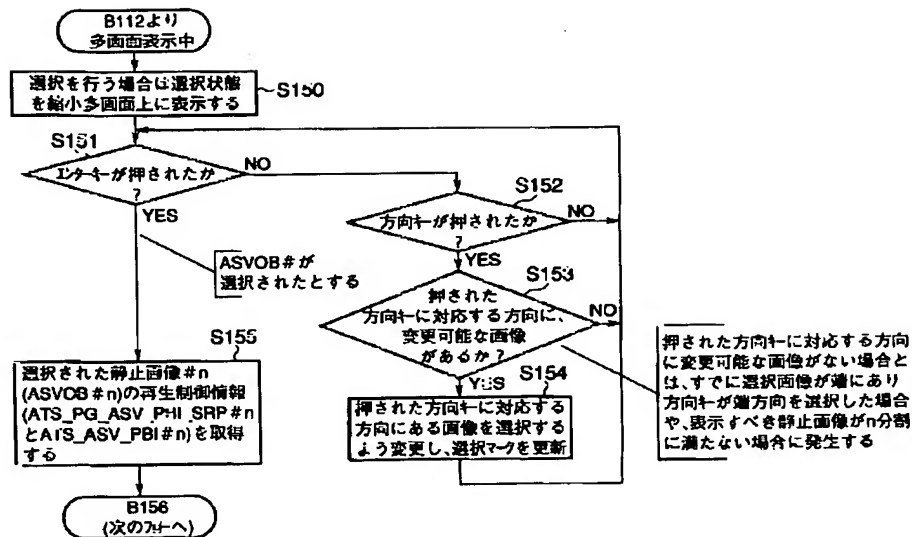 B112より
多画面表示中
選択を行う場合は選択状態
を縮小多画面上に表示する
S150
S151
エンターキーが押されたか
?
NO
YES
S152
方向キーが押されたか
?
NO
YES
ASVOB#が
選択されたとする
S153
押された
方向キーに対応する方向に、
変更可能な画像
があるか?
NO
YES
S154
押された方向キーに対応する
方向にある画像を選択する
よう変更し、選択マークを更新
押された方向キーに対応する方向
に変更可能な画像がない場合と
は、すでに選択画像が端にあり
方向キーが端方向を選択した場合
や、表示すべき静止画像がn分割
に満たない場合に発生する
S155
選択された静止画像#n
(ASVOB#n)の再生制御情報
(ATS_PG_ASV_PHI_SRP#n
とATS_ASV_PBI#n)を取得
する
B156
(次のフローへ)